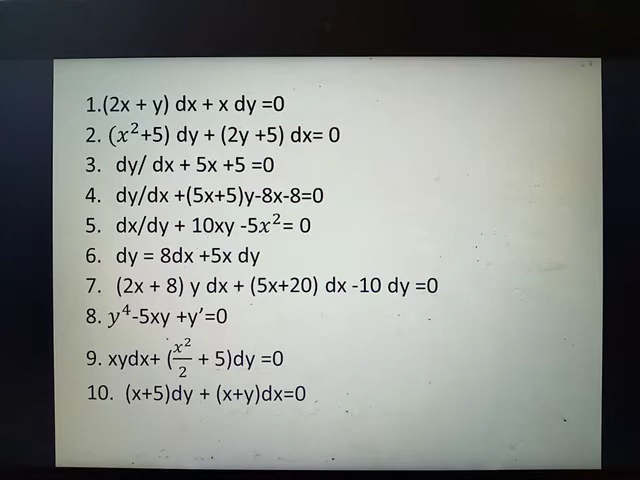 1.(2x + y) dx + x dy =0
2. (x²+5) dy + (2y +5) dx= 0
3. dy/ dx + 5x +5 =0
4. dy/dx +(5x+5)y-8x-8=0
5. dx/dy + 10xy -5x²= 0
6. dy = 8dx +5x dy
7. (2x + 8) y dx + (5x+20) dx -10 dy =0
8. y⁴-5xy +y’=0
9. xydx+ (x²/2 + 5)dy =0
10. (x+5)dy + (x+y)dx=0